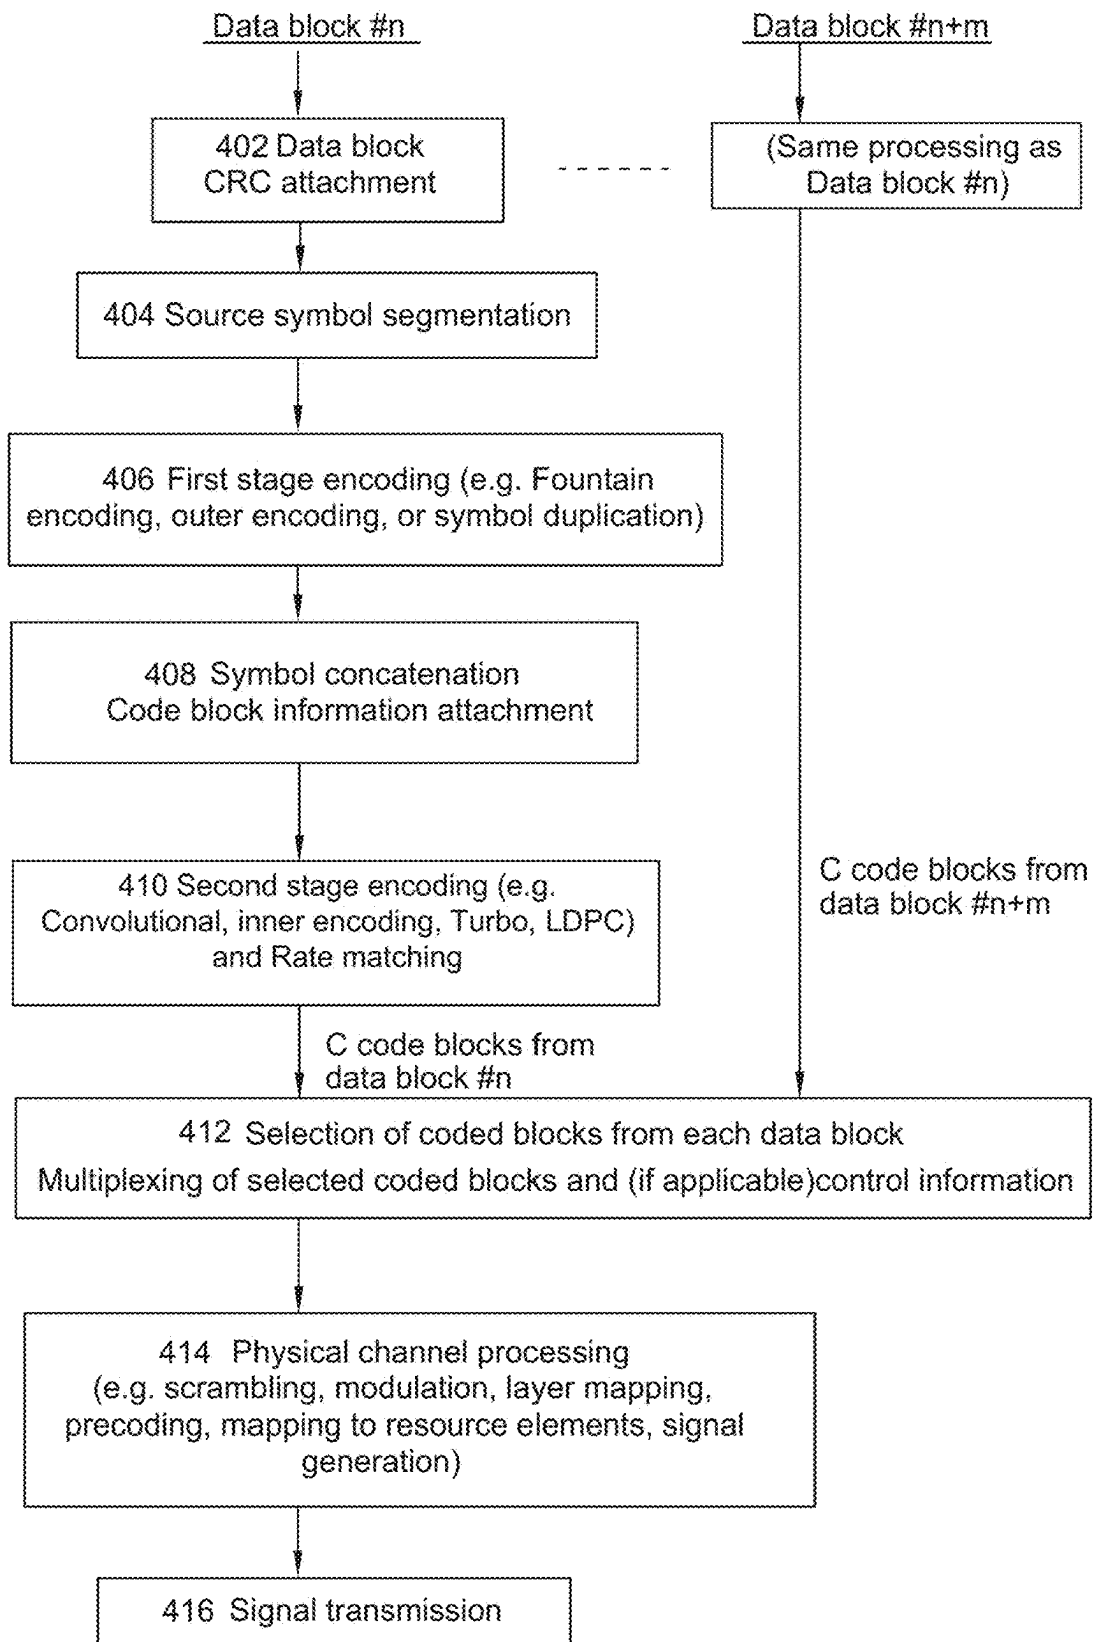 Data block #n
Data block #n+m
402 Data block
CRC attachment
(Same processing as
Data block #n)
404 Source symbol segmentation
406 First stage encoding (e.g. Fountain
encoding, outer encoding, or symbol duplication)
408 Symbol concatenation
Code block information attachment
410 Second stage encoding (e.g.
Convolutional, inner encoding, Turbo, LDPC)
and Rate matching
C code blocks from
data block #n+m
C code blocks from
data block #n
412 Selection of coded blocks from each data block
Multiplexing of selected coded blocks and (if applicable)control information
414 Physical channel processing
(e.g. scrambling, modulation, layer mapping,
precoding, mapping to resource elements, signal
generation)
416 Signal transmission